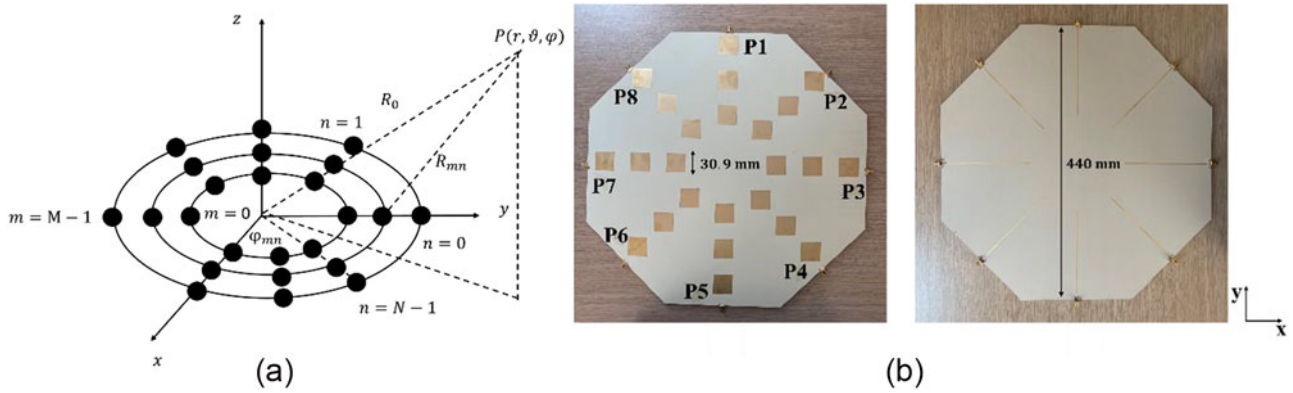 z
P(r, ϑ, φ)
R₀
n = 1
Rₘₙ
m = M − 1
m = 0
y
φₘₙ
n = 0
n = N − 1
x
(a)
P1
P8
P2
30.9 mm
P7
P3
P6
P4
P5
440 mm
y
x
(b)